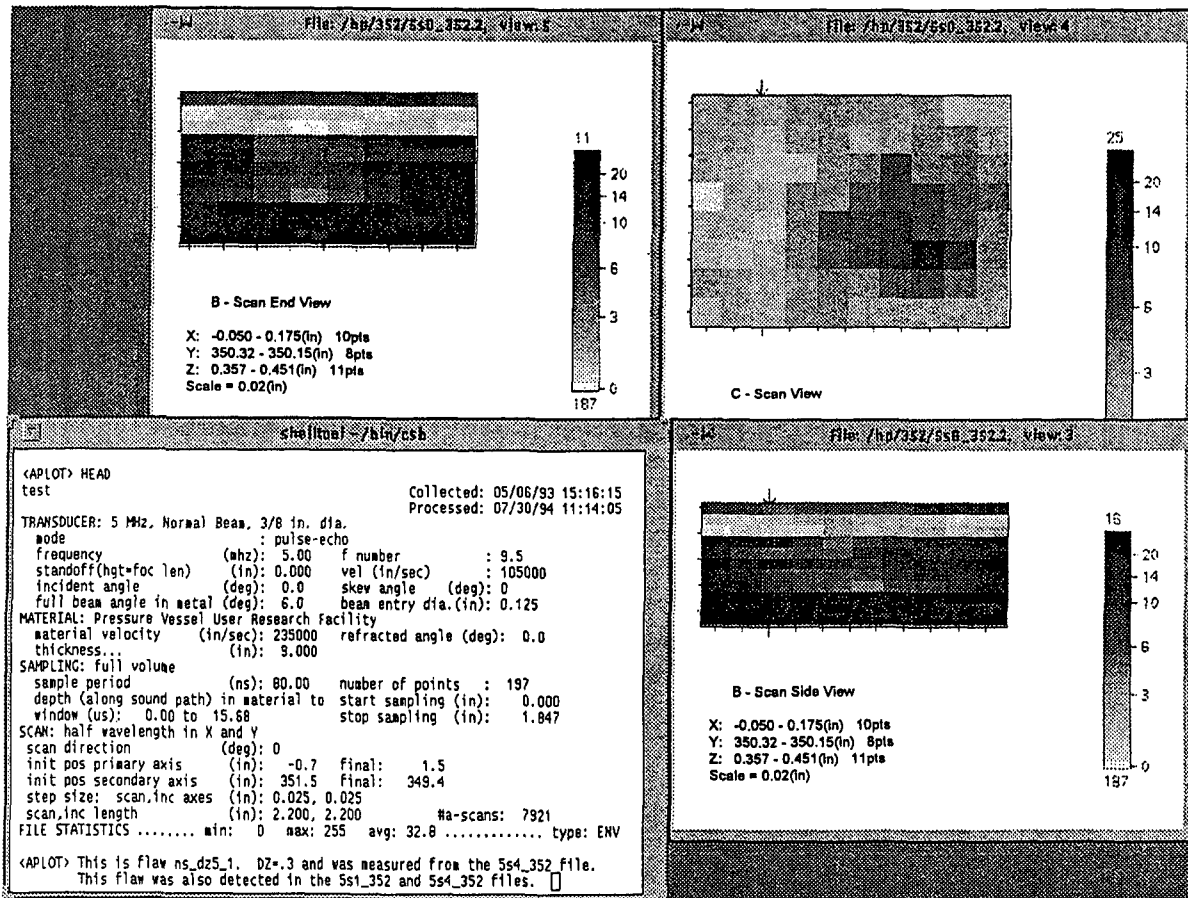 File: /hp/352/5s0_352.2, view: 5
11
20
14
10
6
3
0
187
B - Scan End View
X: -0.050 - 0.175(in) 10pts
Y: 350.32 - 350.15(in) 8pts
Z: 0.357 - 0.451(in) 11pts
Scale = 0.02(in)
File: /hp/352/5s0_352.2, view: 4
25
20
14
10
6
3
C - Scan View
shelltool - /bin/csh
<APLOT> HEAD
test Collected: 05/06/93 15:16:15
Processed: 07/30/94 11:14:05
TRANSDUCER: 5 MHz, Normal Beam, 3/8 in. dia.
mode : pulse-echo
frequency (mhz): 5.00 f number : 9.5
standoff(hgt=foc len) (in): 0.000 vel (in/sec) : 105000
incident angle (deg): 0.0 skew angle (deg): 0
full beam angle in metal (deg): 6.0 beam entry dia.(in): 0.125
MATERIAL: Pressure Vessel User Research Facility
material velocity (in/sec): 235000 refracted angle (deg): 0.0
thickness... (in): 9.000
SAMPLING: full volume
sample period (ns): 80.00 number of points : 197
depth (along sound path) in material to start sampling (in): 0.000
window (us): 0.00 to 15.68 stop sampling (in): 1.847
SCAN: half wavelength in X and Y
scan direction (deg): 0
init pos primary axis (in): -0.7 final: 1.5
init pos secondary axis (in): 351.5 final: 349.4
step size: scan,inc axes (in): 0.025, 0.025
scan,inc length (in): 2.200, 2.200 #a-scans: 7921
FILE STATISTICS ........ min: 0 max: 255 avg: 32.8 ............. type: ENV
<APLOT> This is flaw ns_dz5_1. DZ=.3 and was measured from the 5s4_352 file.
This flaw was also detected in the 5s1_352 and 5s4_352 files.
File: /hp/352/5s0_352.2, view: 3
16
20
14
10
6
3
0
187
B - Scan Side View
X: -0.050 - 0.175(in) 10pts
Y: 350.32 - 350.15(in) 8pts
Z: 0.357 - 0.451(in) 11pts
Scale = 0.02(in)